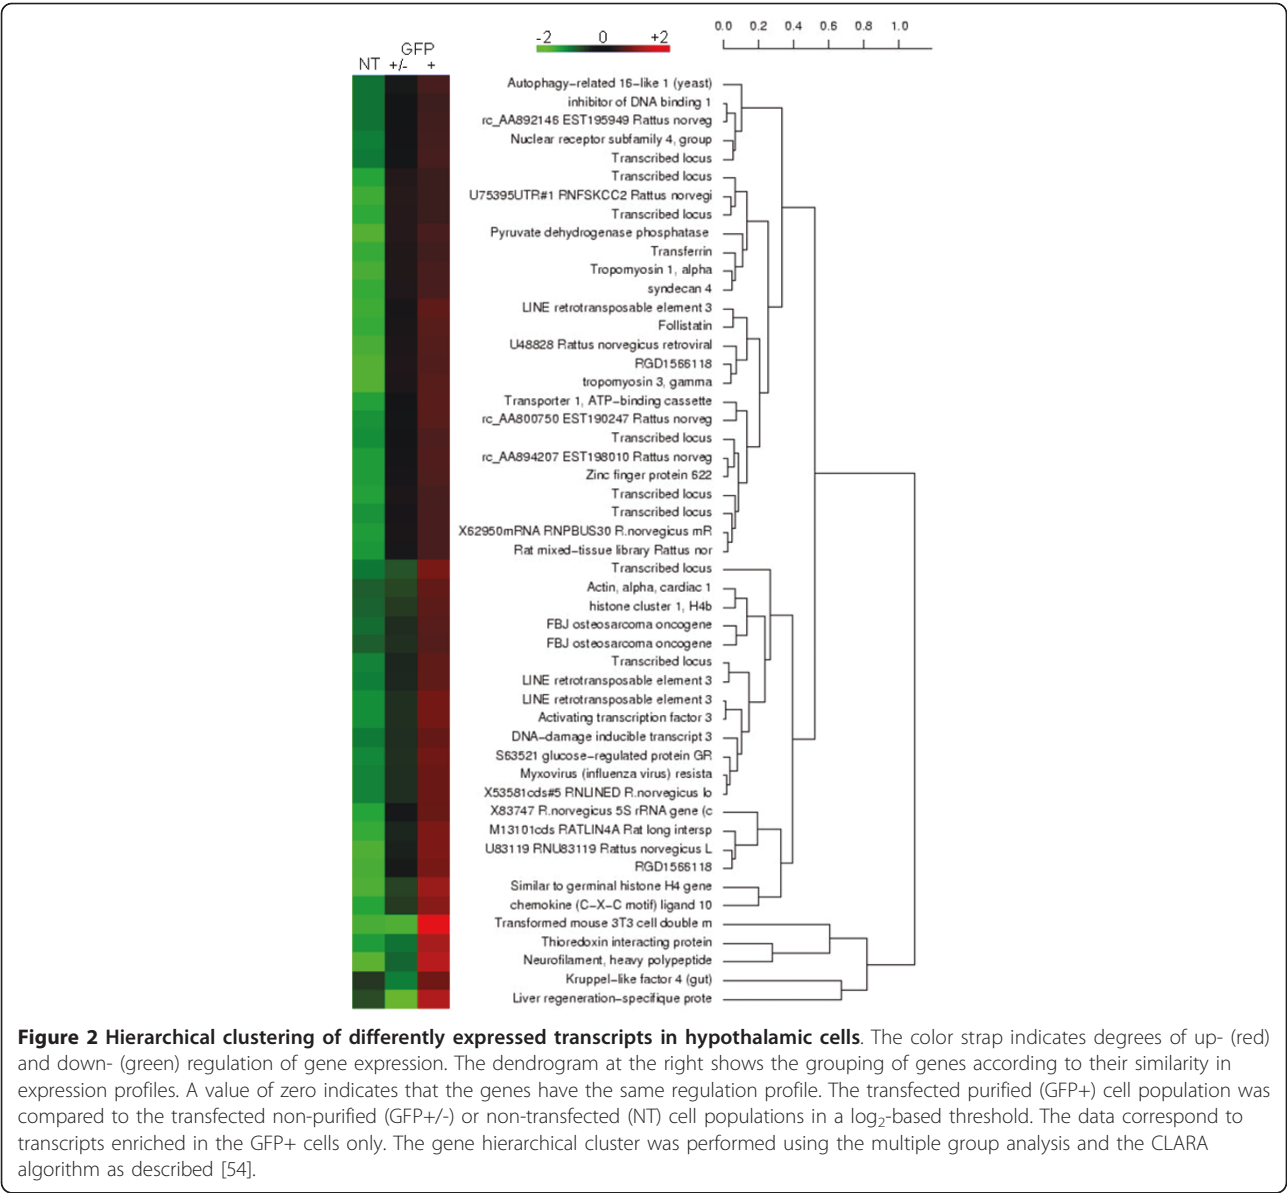 0.0 0.2 0.4 0.6 0.8 1.0
-2 0 +2
GFP
NT +/- +
Autophagy−related 16−like 1 (yeast)
inhibitor of DNA binding 1
rc_AA892146 EST195949 Rattus norveg
Nuclear receptor subfamily 4, group
Transcribed locus
Transcribed locus
U75395UTR#1 RNFSKCC2 Rattus norvegi
Transcribed locus
Pyruvate dehydrogenase phosphatase
Transferrin
Tropomyosin 1, alpha
syndecan 4
LINE retrotransposable element 3
Follistatin
U48828 Rattus norvegicus retroviral
RGD1566118
tropomyosin 3, gamma
Transporter 1, ATP−binding cassette
rc_AA800750 EST190247 Rattus norveg
Transcribed locus
rc_AA894207 EST198010 Rattus norveg
Zinc finger protein 622
Transcribed locus
Transcribed locus
X62950mRNA RNPBUS30 R.norvegicus mR
Rat mixed−tissue library Rattus nor
Transcribed locus
Actin, alpha, cardiac 1
histone cluster 1, H4b
FBJ osteosarcoma oncogene
FBJ osteosarcoma oncogene
Transcribed locus
LINE retrotransposable element 3
LINE retrotransposable element 3
Activating transcription factor 3
DNA−damage inducible transcript 3
S63521 glucose−regulated protein GR
Myxovirus (influenza virus) resista
X53581cds#5 RNLINED R.norvegicus lo
X83747 R.norvegicus 5S rRNA gene (c
M13101cds RATLIN4A Rat long intersp
U83119 RNU83119 Rattus norvegicus L
RGD1566118
Similar to germinal histone H4 gene
chemokine (C−X−C motif) ligand 10
Transformed mouse 3T3 cell double m
Thioredoxin interacting protein
Neurofilament, heavy polypeptide
Kruppel−like factor 4 (gut)
Liver regeneration−specifique prote
Figure 2 Hierarchical clustering of differently expressed transcripts in hypothalamic cells. The color strap indicates degrees of up- (red)
and down- (green) regulation of gene expression. The dendrogram at the right shows the grouping of genes according to their similarity in
expression profiles. A value of zero indicates that the genes have the same regulation profile. The transfected purified (GFP+) cell population was
compared to the transfected non-purified (GFP+/-) or non-transfected (NT) cell populations in a log₂-based threshold. The data correspond to
transcripts enriched in the GFP+ cells only. The gene hierarchical cluster was performed using the multiple group analysis and the CLARA
algorithm as described [54].